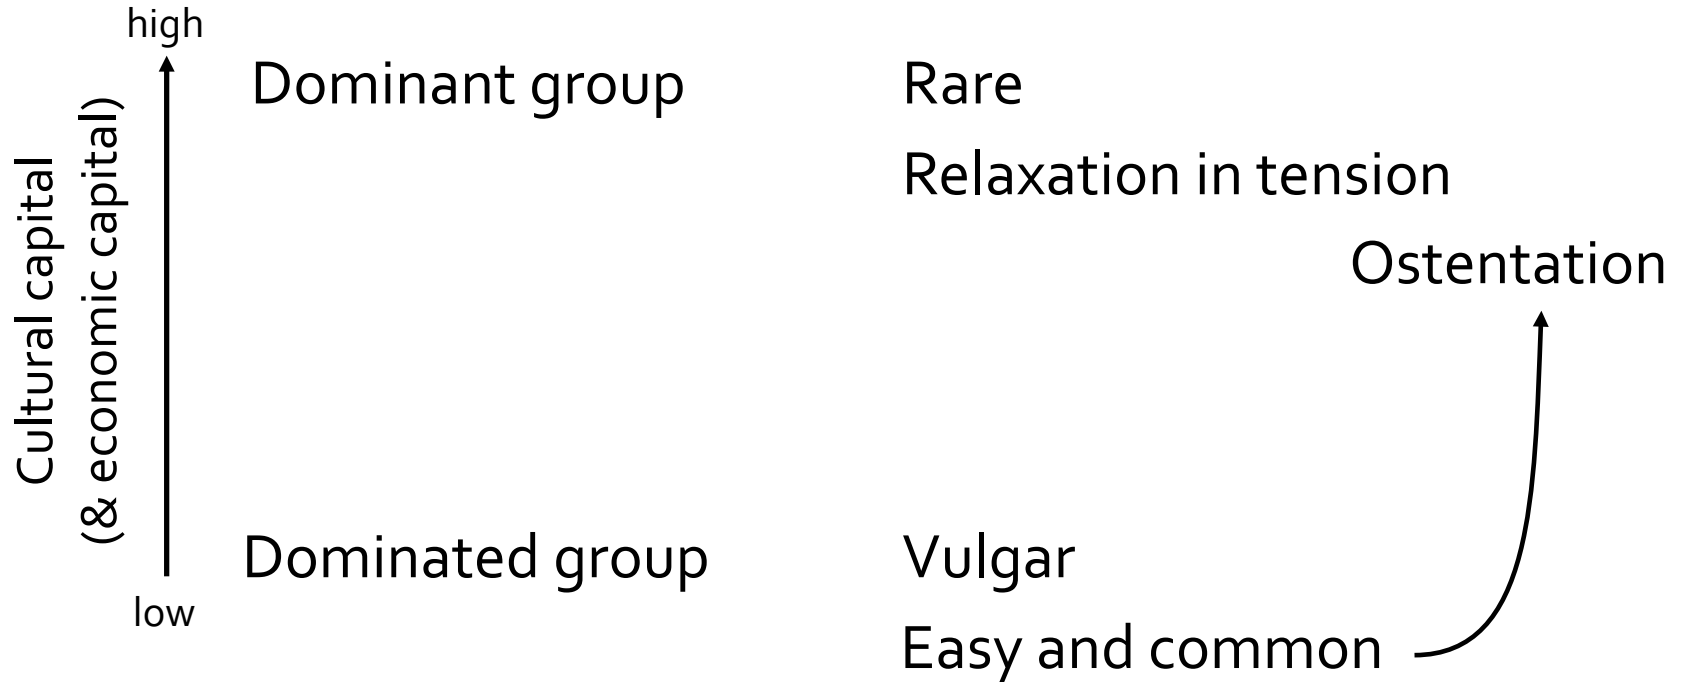 high
Cultural capital
(& economic capital)
Dominant group
Rare
Relaxation in tension
Ostentation
Dominated group
Vulgar
low
Easy and common